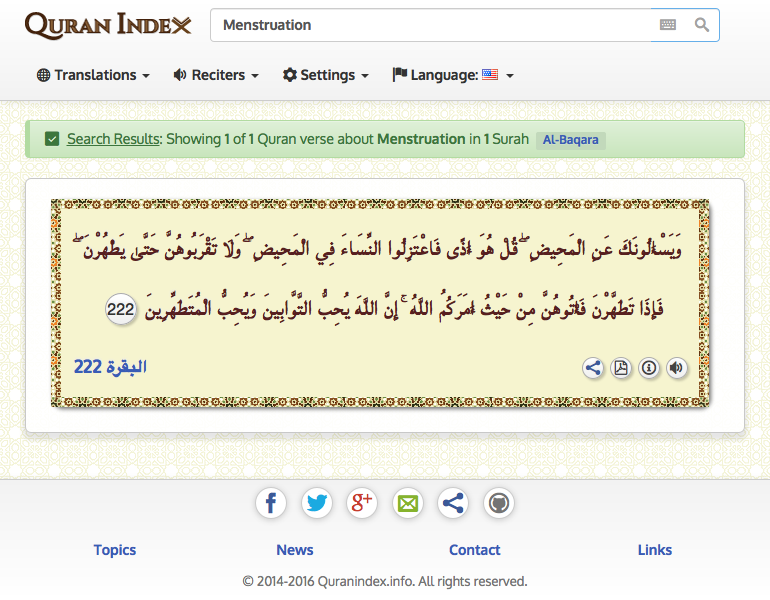 QURAN INDEX
Menstruation
Translations
Reciters
Settings
Language:
Search Results: Showing 1 of 1 Quran verse about Menstruation in 1 Surah Al-Baqara
وَيَسْأَلُونَكَ عَنِ الْمَحِيضِ ۖ قُلْ هُوَ أَذًى فَاعْتَزِلُوا النِّسَاءَ فِي الْمَحِيضِ ۖ وَلَا تَقْرَبُوهُنَّ حَتَّىٰ يَطْهُرْنَ ۖ
فَإِذَا تَطَهَّرْنَ فَأْتُوهُنَّ مِنْ حَيْثُ أَمَرَكُمُ اللَّهُ ۚ إِنَّ اللَّهَ يُحِبُّ التَّوَّابِينَ وَيُحِبُّ الْمُتَطَهِّرِينَ 222
البقرة 222
Topics
News
Contact
Links
© 2014-2016 Quranindex.info. All rights reserved.